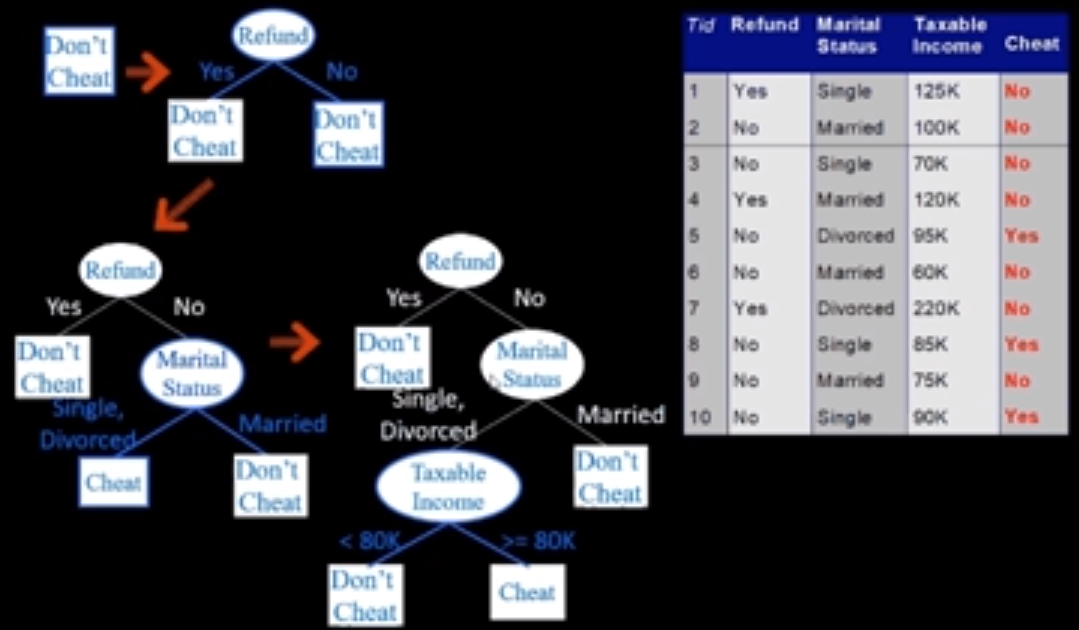 Don't
Cheat
Refund
Yes
No
Don't
Cheat
Don't
Cheat
Refund
Yes
No
Don't
Cheat
Marital
Status
Single,
Divorced
Married
Cheat
Don't
Cheat
Refund
Yes
No
Don't
Cheat
Marital
Status
Single,
Divorced
Married
Taxable
Income
Don't
Cheat
< 80K
>= 80K
Don't
Cheat
Cheat
Tid Refund Marital Status Taxable Income Cheat
1 Yes Single 125K No
2 No Married 100K No
3 No Single 70K No
4 Yes Married 120K No
5 No Divorced 95K Yes
6 No Married 60K No
7 Yes Divorced 220K No
8 No Single 85K Yes
9 No Married 75K No
10 No Single 90K Yes